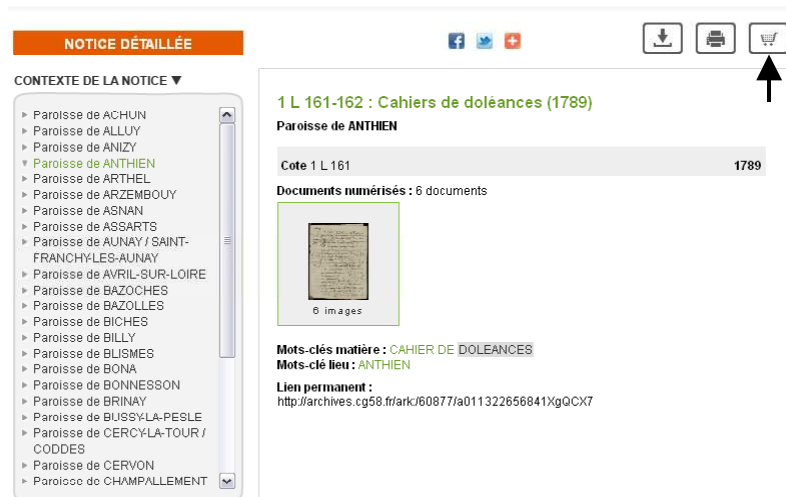 NOTICE DÉTAILLÉE
CONTEXTE DE LA NOTICE ▼
Paroisse de ACHUN
Paroisse de ALLUY
Paroisse de ANIZY
Paroisse de ANTHIEN
Paroisse de ARTHEL
Paroisse de ARZEMBOUY
Paroisse de ASNAN
Paroisse de ASSARTS
Paroisse de AUNAY / SAINT-
FRANCHY-LES-AUNAY
Paroisse de AVRIL-SUR-LOIRE
Paroisse de BAZOCHES
Paroisse de BAZOLLES
Paroisse de BICHES
Paroisse de BILLY
Paroisse de BLISMES
Paroisse de BONA
Paroisse de BONNESSON
Paroisse de BRINAY
Paroisse de BUSSY-LA-PESLE
Paroisse de CERCY-LA-TOUR /
CODDES
Paroisse de CERVON
Paroisse de CHAMPALLEMENT
1 L 161-162 : Cahiers de doléances (1789)
Paroisse de ANTHIEN
Cote 1 L 161 1789
Documents numérisés : 6 documents
6 images
Mots-clés matière : CAHIER DE DOLEANCES
Mots-clé lieu : ANTHIEN
Lien permanent :
http://archives.cg58.fr/ark:/60877/a011322656841XgQCX7